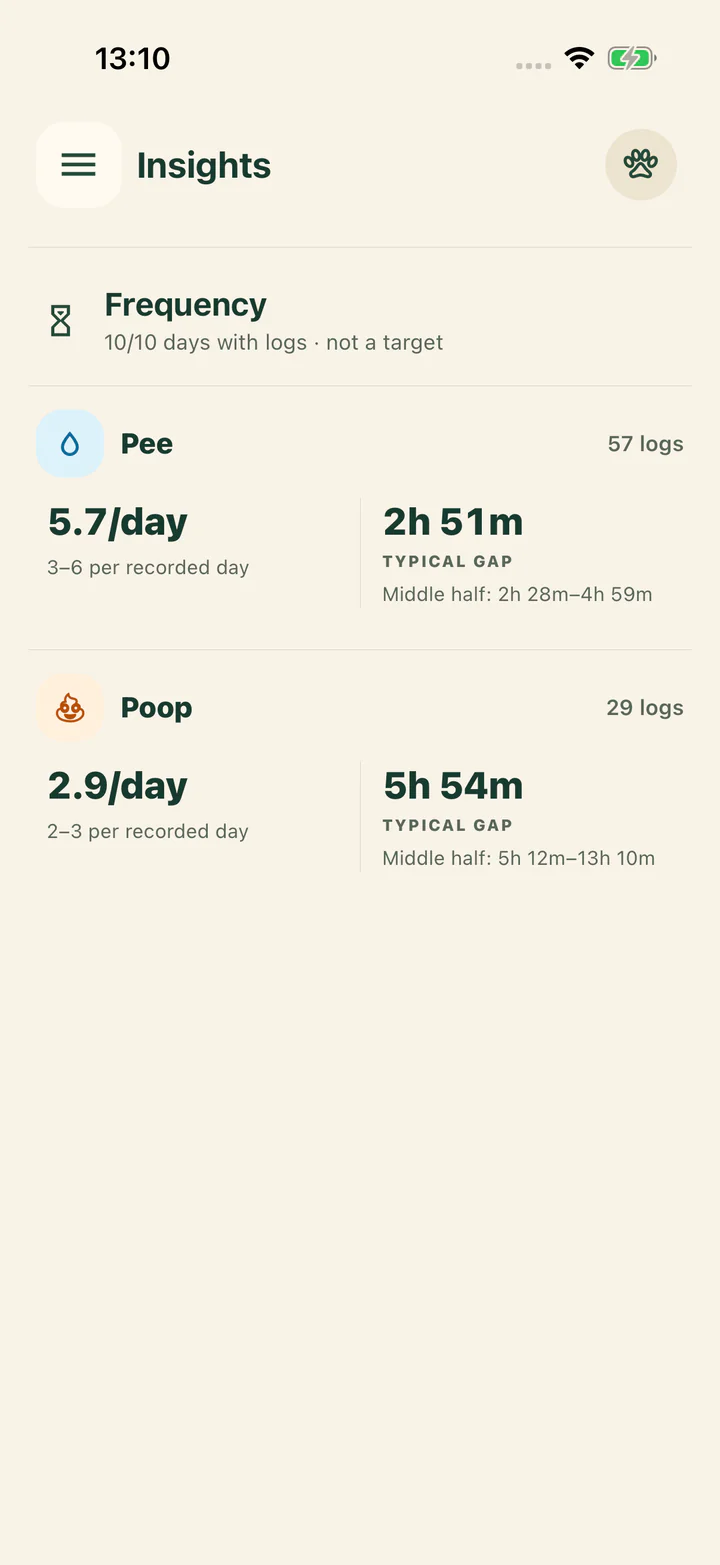 13:10
Insights
Frequency
10/10 days with logs · not a target
Pee
57 logs
5.7/day
3–6 per recorded day
2h 51m
TYPICAL GAP
Middle half: 2h 28m–4h 59m
Poop
29 logs
2.9/day
2–3 per recorded day
5h 54m
TYPICAL GAP
Middle half: 5h 12m–13h 10m